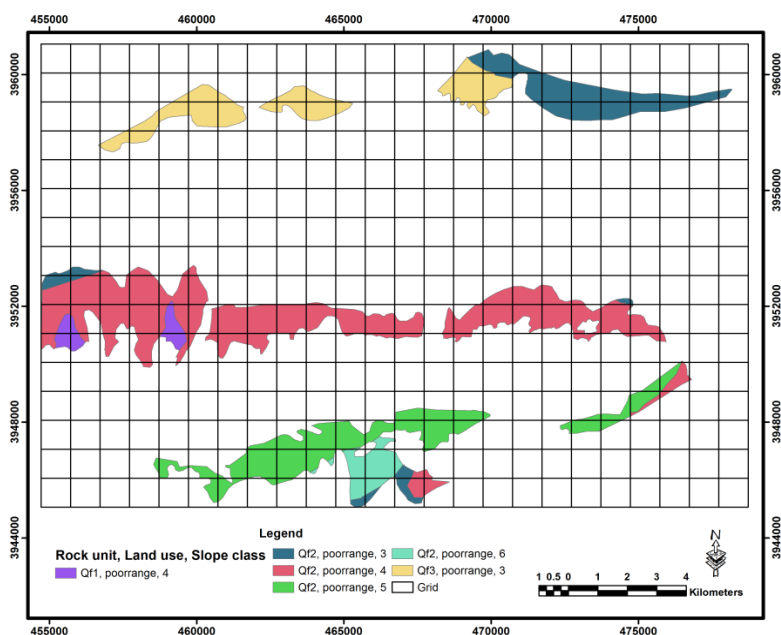 455000 460000 465000 470000 475000
3960000 3960000
3956000 3956000
3952000 3952000
3948000 3948000
3944000 3944000
Legend
Rock unit, Land use, Slope class
Qf1, poorrange, 4
Qf2, poorrange, 3
Qf2, poorrange, 4
Qf2, poorrange, 5
Qf2, poorrange, 6
Qf3, poorrange, 3
Grid
N
1 0.5 0 1 2 3 4
Kilometers
455000 460000 465000 470000 475000